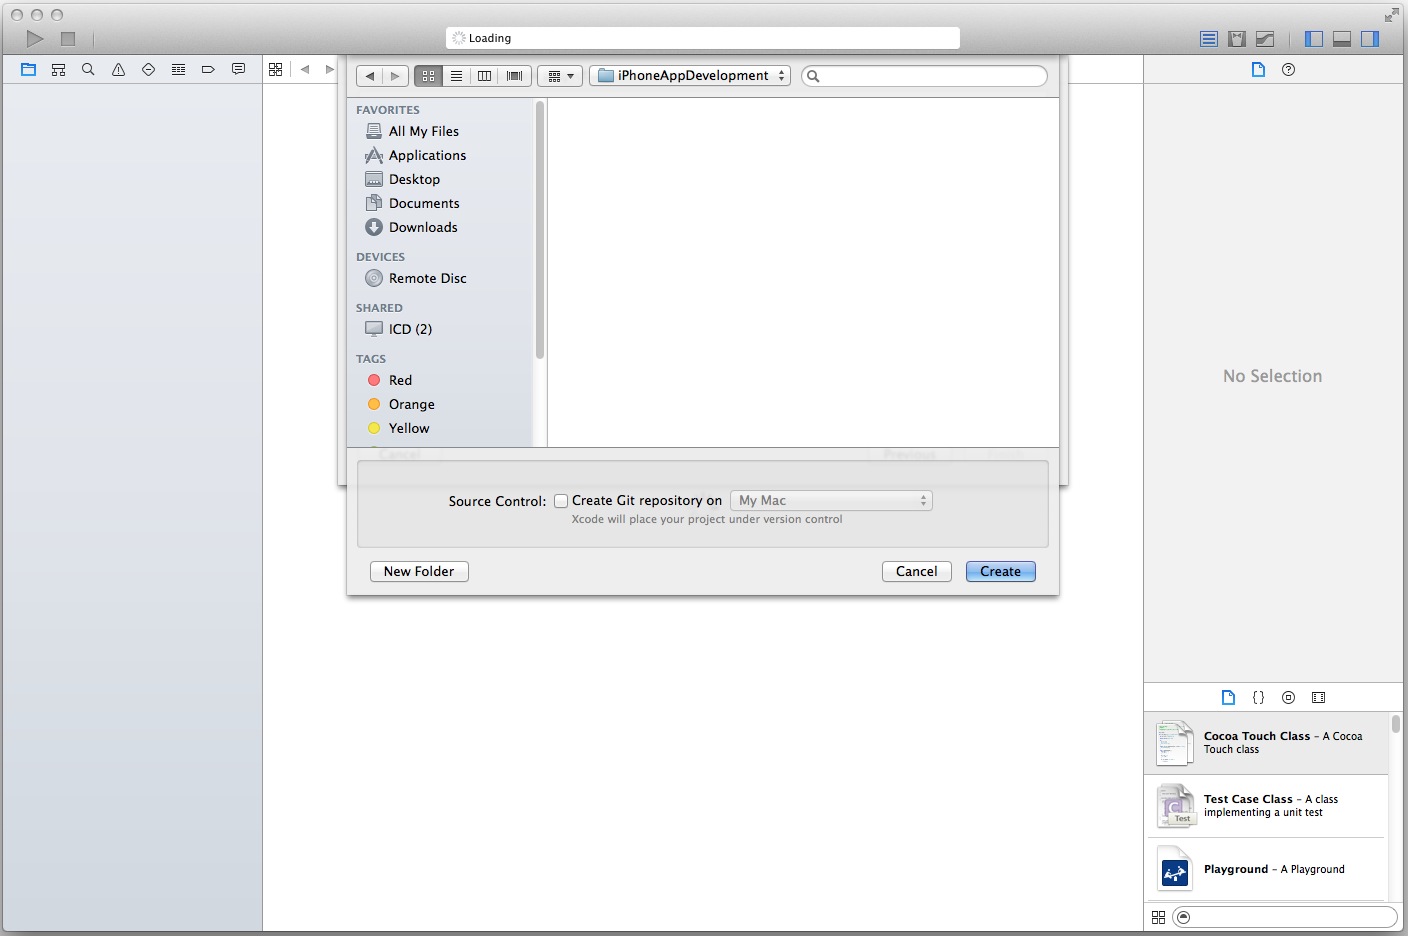 Loading
iPhoneAppDevelopment
FAVORITES
All My Files
Applications
Desktop
Documents
Downloads
DEVICES
Remote Disc
SHARED
ICD (2)
TAGS
Red
Orange
Yellow
Cancel
Previous
Source Control: Create Git repository on My Mac
Xcode will place your project under version control
New Folder
Cancel
Create
No Selection
{}
Cocoa Touch Class – A Cocoa
Touch class
C
Test
Test Case Class – A class
implementing a unit test
Playground – A Playground